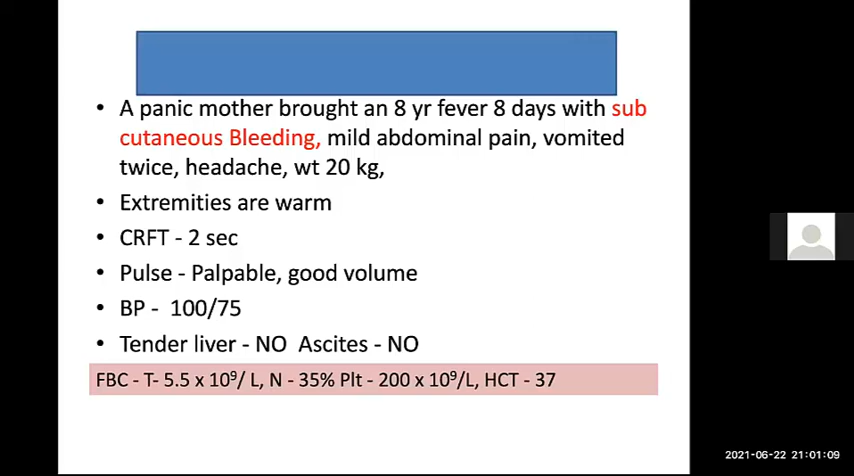 • A panic mother brought an 8 yr fever 8 days with sub
cutaneous Bleeding, mild abdominal pain, vomited
twice, headache, wt 20 kg,
• Extremities are warm
• CRFT - 2 sec
• Pulse - Palpable, good volume
• BP - 100/75
• Tender liver - NO Ascites - NO
FBC - T- 5.5 x 10⁹/ L, N - 35% Plt - 200 x 10⁹/L, HCT - 37
2021-06-22 21:01:09